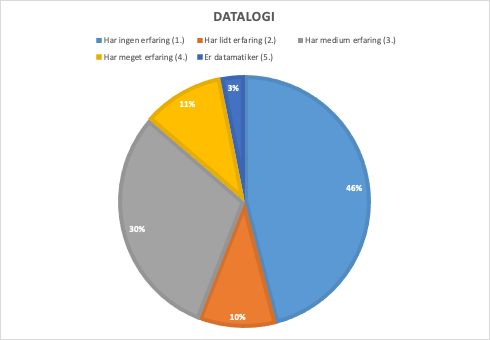 DATALOGI
Har ingen erfaring (1.) Har lidt erfaring (2.) Har medium erfaring (3.)
Har meget erfaring (4.) Er datamatiker (5.)
3%
11%
46%
30%
10%